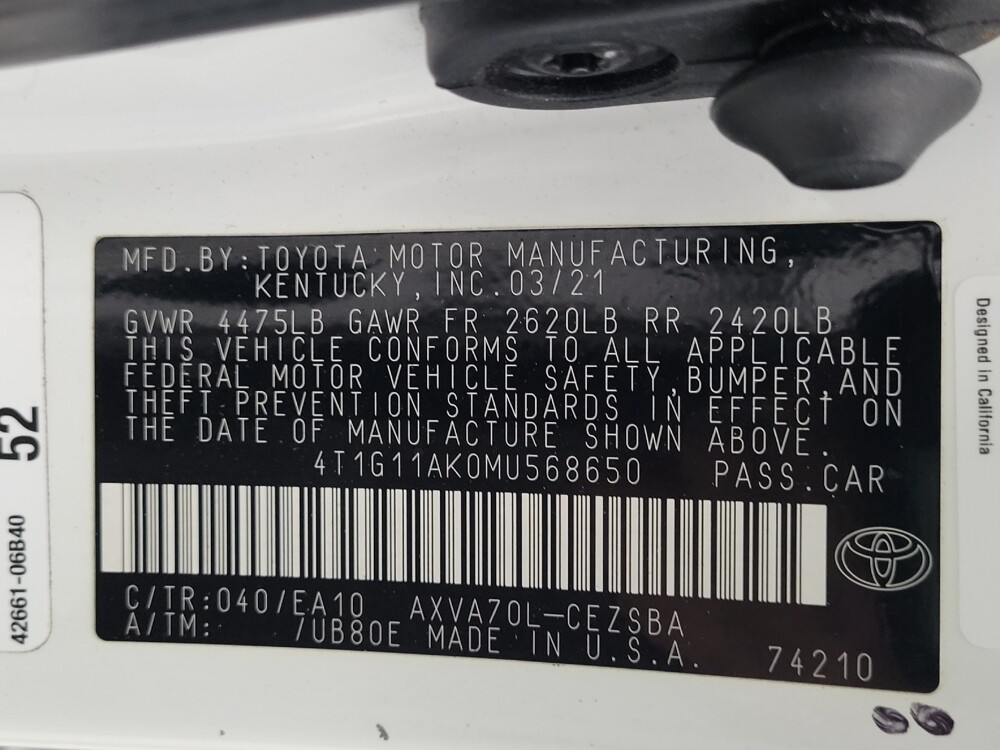 MFD.BY:TOYOTA MOTOR MANUFACTURING,
KENTUCKY,INC.03/21
GVWR 4475LB GAWR FR 2620LB RR 2420LB
THIS VEHICLE CONFORMS TO ALL APPLICABLE
FEDERAL MOTOR VEHICLE SAFETY,BUMPER,AND
THEFT PREVENTION STANDARDS IN EFFECT ON
THE DATE OF MANUFACTURE SHOWN ABOVE.
4T1G11AK0MU568650 PASS.CAR
C/TR:040/EA10 AXVA70L-CEZSBA
A/TM: /UB80E MADE IN U.S.A. 74210
52
42661-06B40
Designed in California